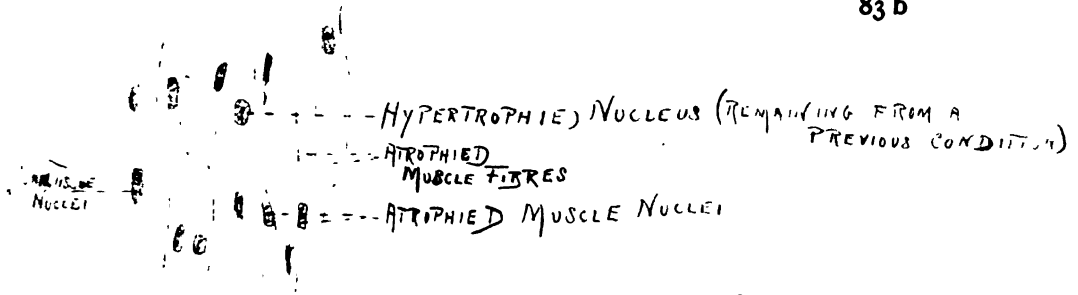 83 b
HYPERTROPHIED NUCLEUS (REMAINING FROM A
PREVIOUS CONDITION)
ATROPHIED
MUSCLE FIBRES
NUCLEI
ATROPHIED MUSCLE NUCLEI